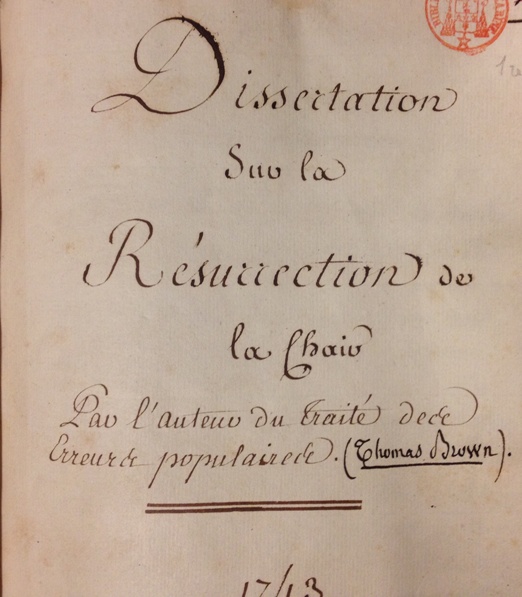 Dissertation
Sur la
Résurrection de
la Chair
Par l'auteur du traité des
Erreurs populaires. (Thomas Brown).
1743